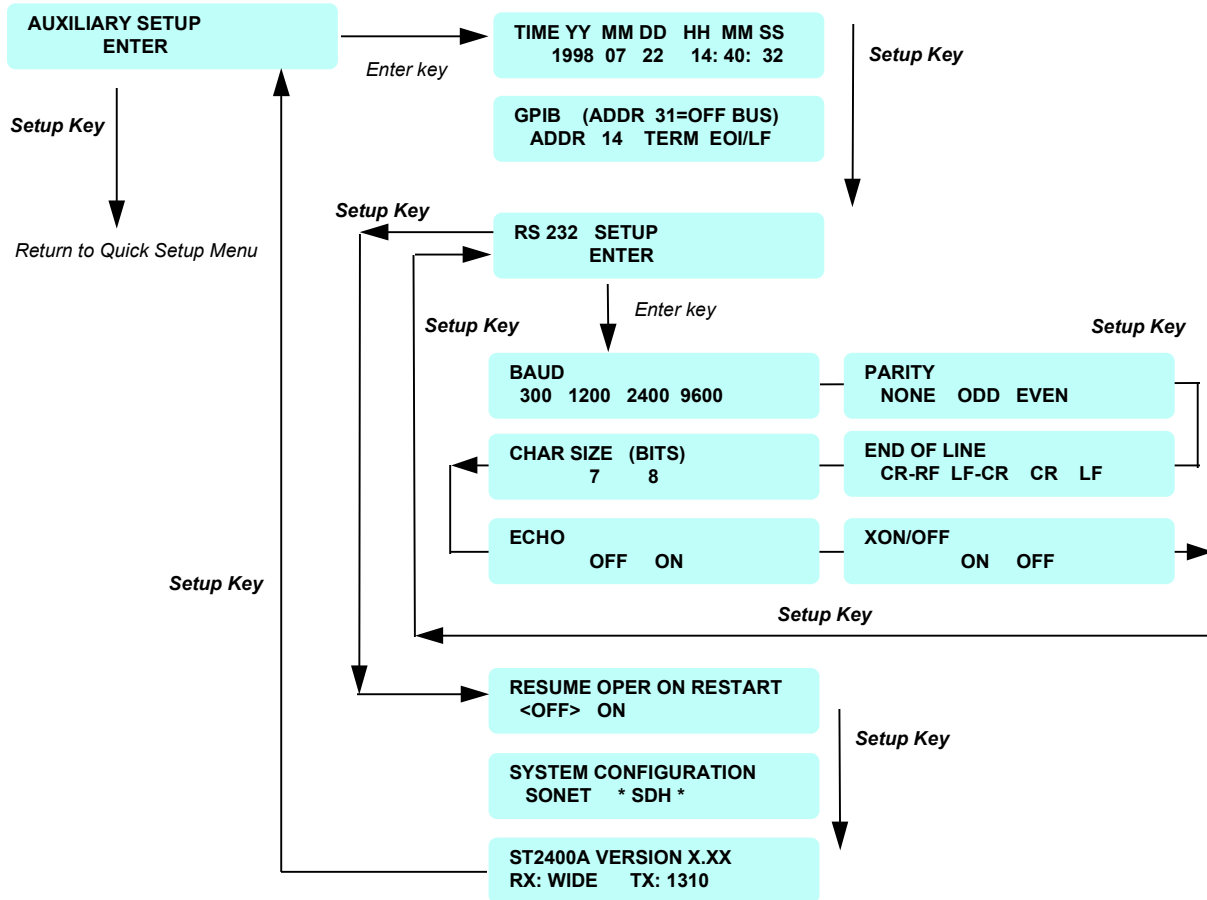 AUXILIARY SETUP
ENTER
Enter key
TIME YY MM DD HH MM SS
1998 07 22 14: 40: 32
Setup Key
Setup Key
GPIB (ADDR 31=OFF BUS)
ADDR 14 TERM EOI/LF
Return to Quick Setup Menu
Setup Key
RS 232 SETUP
ENTER
Enter key
Setup Key
Setup Key
BAUD
300 1200 2400 9600
PARITY
NONE ODD EVEN
CHAR SIZE (BITS)
7 8
END OF LINE
CR-RF LF-CR CR LF
ECHO
OFF ON
XON/OFF
ON OFF
Setup Key
Setup Key
RESUME OPER ON RESTART
<OFF> ON
Setup Key
SYSTEM CONFIGURATION
SONET * SDH *
ST2400A VERSION X.XX
RX: WIDE TX: 1310